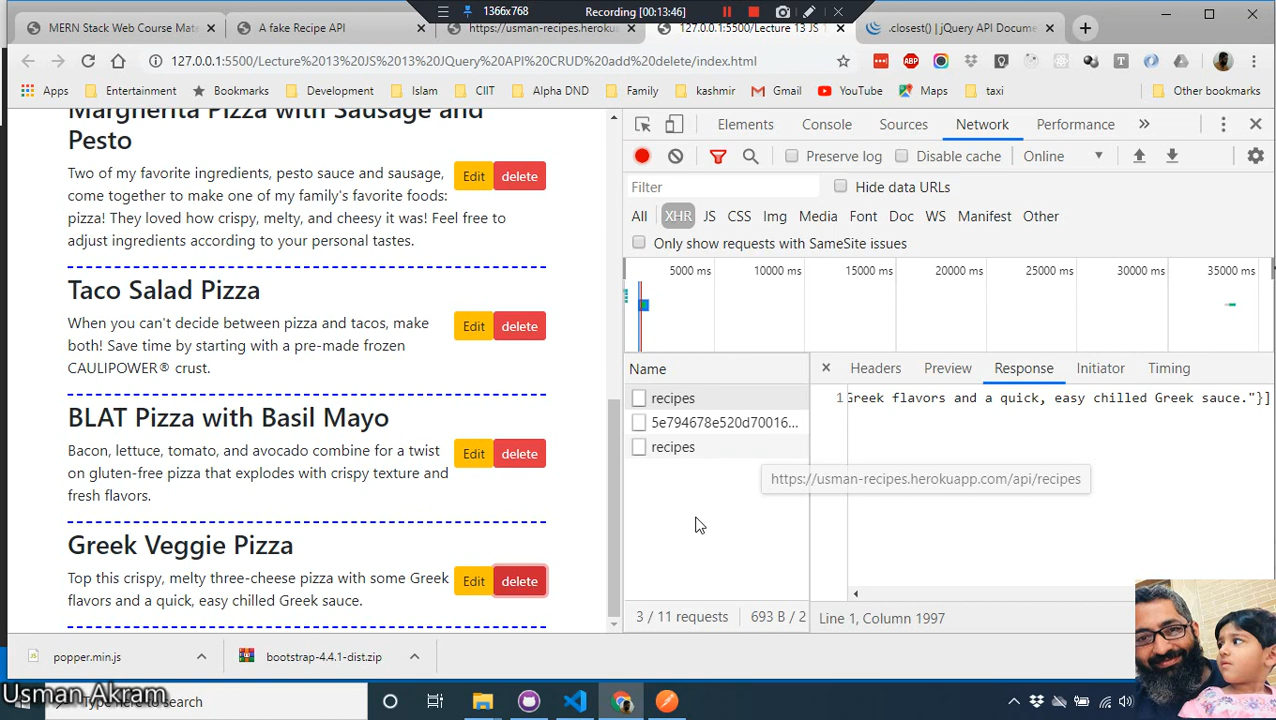 1366x768
Recording [00:13:46]
MERN Stack Web Course Mate
A fake Recipe API
https://usman-recipes.heroku
127.0.0.1:5500/Lecture 13 JS 1
.closest() | jQuery API Docume
127.0.0.1:5500/Lecture%2013%20JS%2013%20JQuery%20API%20CRUD%20add%20delete/index.html
ABP
Apps
Entertainment
Bookmarks
Development
Islam
CIIT
Alpha DND
Family
kashmir
Gmail
YouTube
Maps
taxi
Other bookmarks
Margherita Pizza with Sausage and
Pesto
Two of my favorite ingredients, pesto sauce and sausage,
come together to make one of my family's favorite foods:
pizza! They loved how crispy, melty, and cheesy it was! Feel free to
adjust ingredients according to your personal tastes.
Edit
delete
Taco Salad Pizza
When you can't decide between pizza and tacos, make
both! Save time by starting with a pre-made frozen
CAULIPOWER® crust.
Edit
delete
BLAT Pizza with Basil Mayo
Bacon, lettuce, tomato, and avocado combine for a twist
on gluten-free pizza that explodes with crispy texture and
fresh flavors.
Edit
delete
Greek Veggie Pizza
Top this crispy, melty three-cheese pizza with some Greek
flavors and a quick, easy chilled Greek sauce.
Edit
delete
Elements
Console
Sources
Network
Performance
Preserve log
Disable cache
Online
Filter
Hide data URLs
All
XHR
JS
CSS
Img
Media
Font
Doc
WS
Manifest
Other
Only show requests with SameSite issues
5000 ms
10000 ms
15000 ms
20000 ms
25000 ms
30000 ms
35000 ms
Name
Headers
Preview
Response
Initiator
Timing
recipes
5e794678e520d70016...
recipes
1
Greek flavors and a quick, easy chilled Greek sauce."}]
https://usman-recipes.herokuapp.com/api/recipes
3 / 11 requests
693 B / 2
Line 1, Column 1997
popper.min.js
bootstrap-4.4.1-dist.zip
Usman Akram
here to search